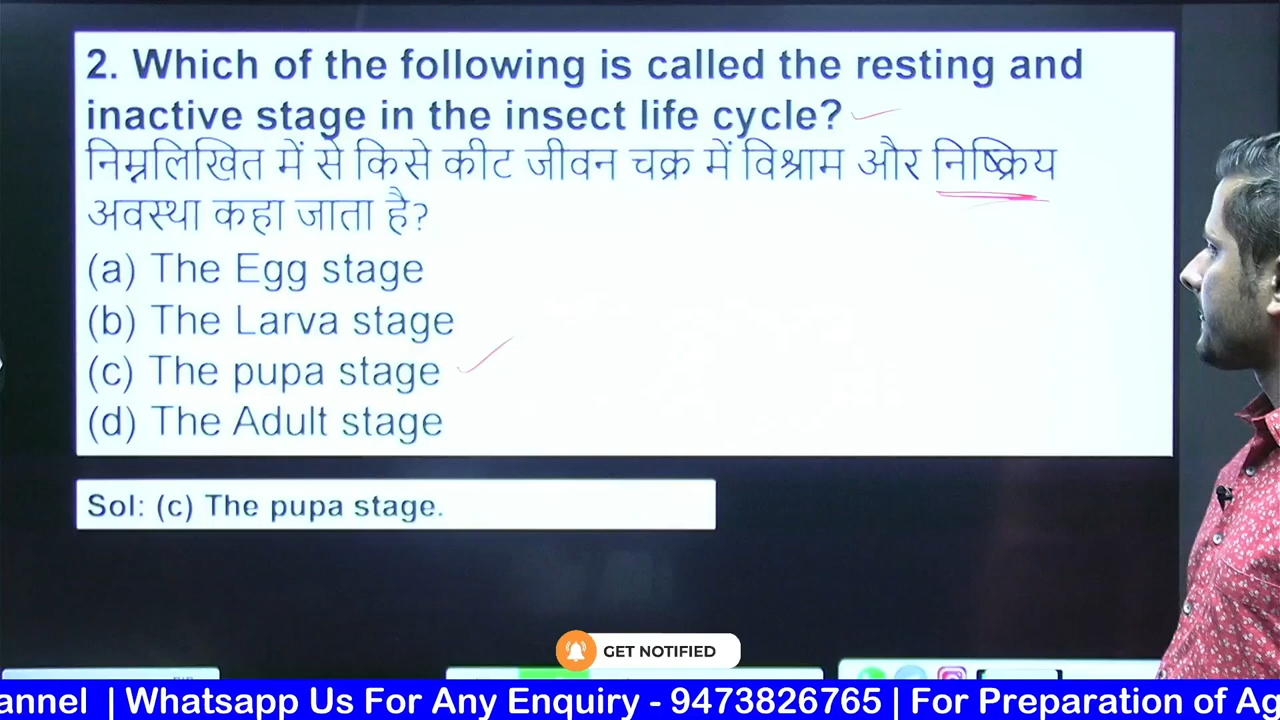 2. Which of the following is called the resting and
inactive stage in the insect life cycle?
निम्नलिखित में से किसे कीट जीवन चक्र में विश्राम और निष्क्रिय
अवस्था कहा जाता है?
(a) The Egg stage
(b) The Larva stage
(c) The pupa stage
(d) The Adult stage
Sol: (c) The pupa stage.
GET NOTIFIED
annel | Whatsapp Us For Any Enquiry - 9473826765 | For Preparation of Ag